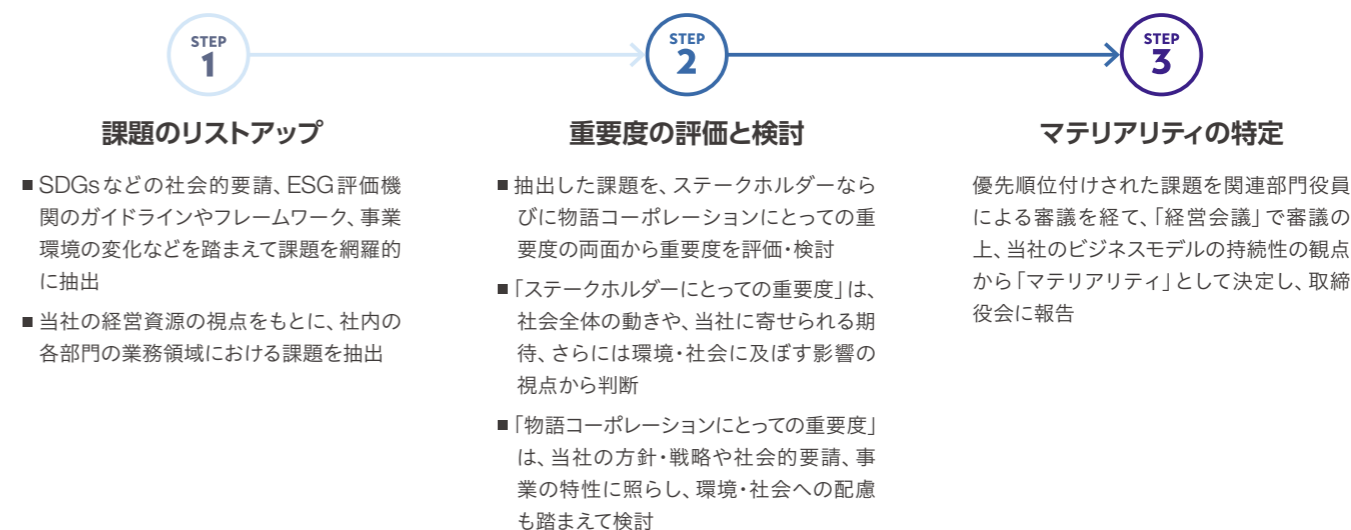 STEP
1
課題のリストアップ
■SDGsなどの社会的要請、ESG評価機
関のガイドラインやフレームワーク、事業
環境の変化などを踏まえて課題を網羅的
に抽出
■当社の経営資源の視点をもとに、社内の
各部門の業務領域における課題を抽出
STEP
2
重要度の評価と検討
■抽出した課題を、ステークホルダーなら
びに物語コーポレーションにとっての重
要度の両面から重要度を評価・検討
■「ステークホルダーにとっての重要度」は、
社会全体の動きや、当社に寄せられる期
待、さらには環境・社会に及ぼす影響の
視点から判断
■「物語コーポレーションにとっての重要度」
は、当社の方針・戦略や社会的要請、事
業の特性に照らし、環境・社会への配慮
も踏まえて検討
STEP
3
マテリアリティの特定
優先順位付けされた課題を関連部門役員
による審議を経て、「経営会議」で審議の
上、当社のビジネスモデルの持続性の観点
から「マテリアリティ」として決定し、取締
役会に報告